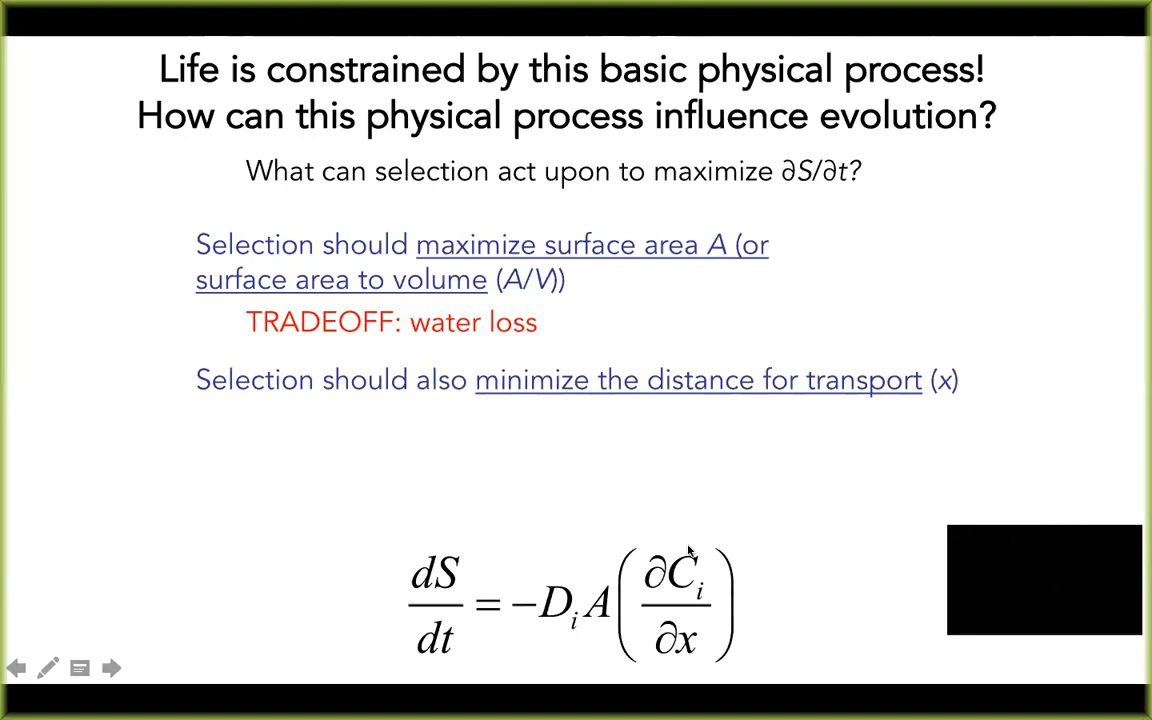 Life is constrained by this basic physical process!
How can this physical process influence evolution?
What can selection act upon to maximize ∂S/∂t?
Selection should maximize surface area A (or
surface area to volume (A/V))
TRADEOFF: water loss
Selection should also minimize the distance for transport (x)
dS/dt = −DᵢA(∂Cᵢ/∂x)